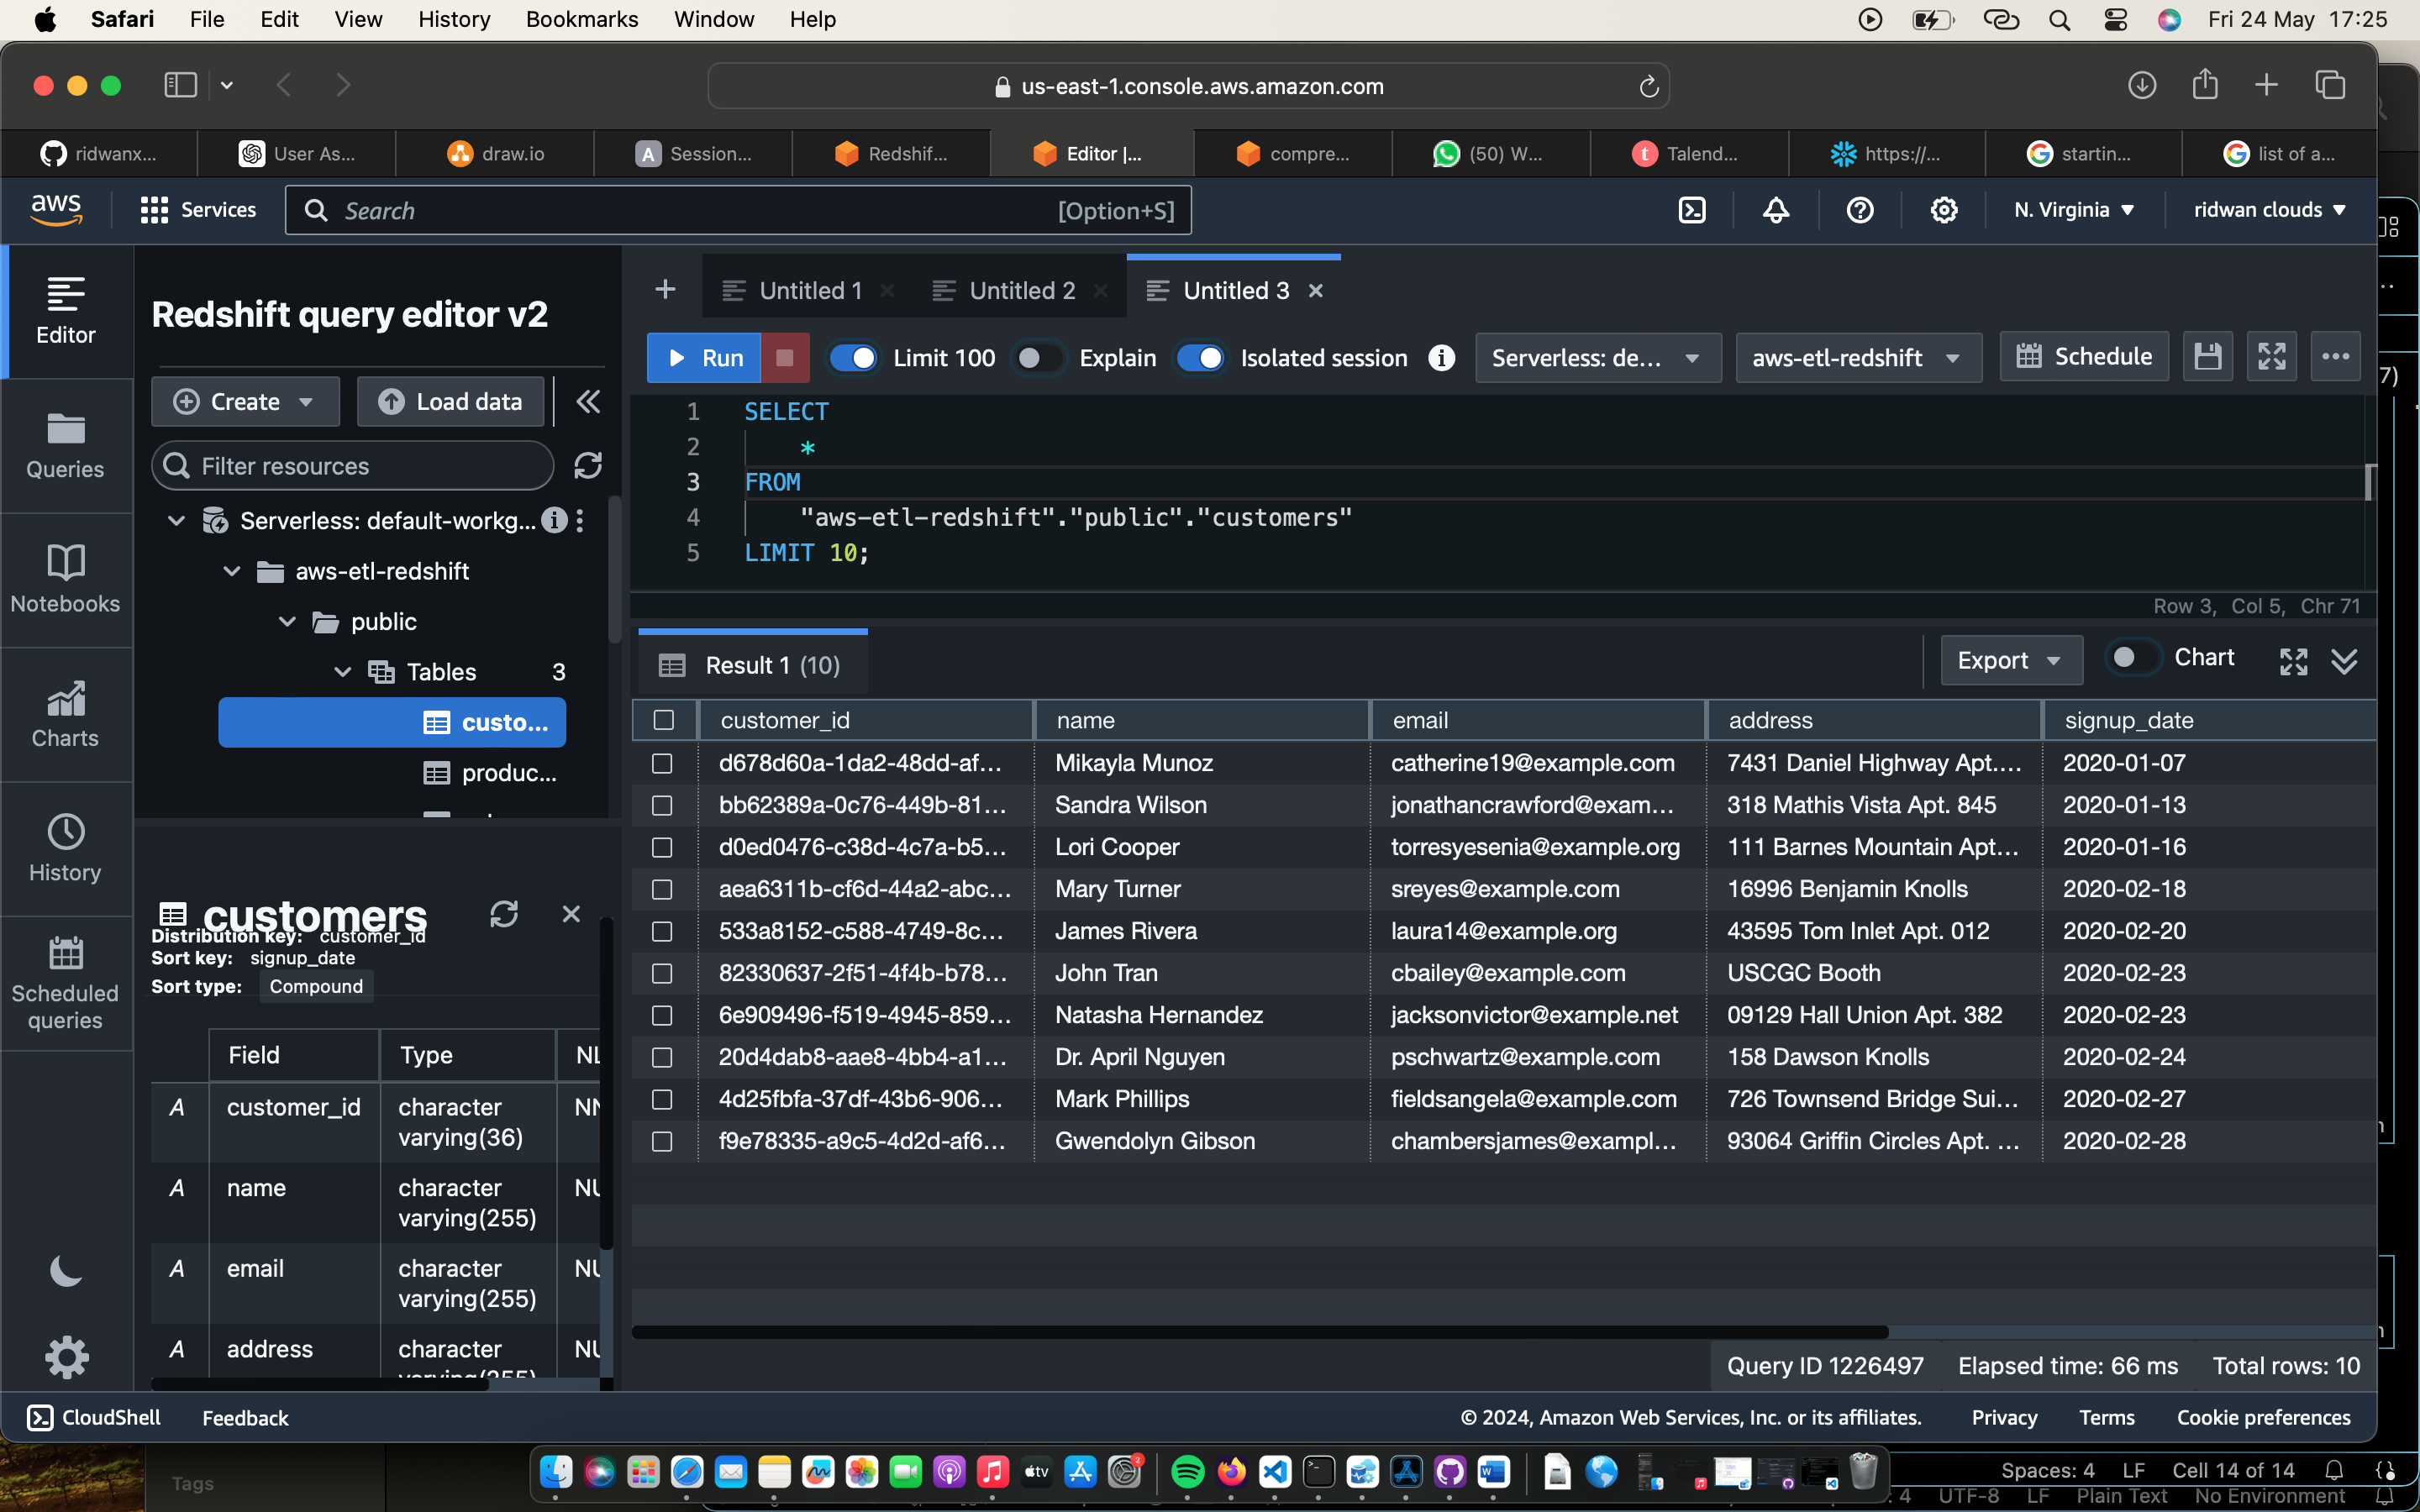 Safari File Edit View History Bookmarks Window Help Fri 24 May 17:25
us-east-1.console.aws.amazon.com
ridwanx... User As... draw.io A Session... Redshif... Editor |... compre... (50) W... t Talend... https://... startin... list of a...
aws Services Search [Option+S] N. Virginia ridwan clouds
Editor
Queries
Notebooks
Charts
History
Scheduled
queries
Redshift query editor v2
Create Load data
Filter resources
Serverless: default-workg...
aws-etl-redshift
public
Tables 3
custo...
produc...
customers
Distribution key: customer_id
Sort key: signup_date
Sort type: Compound
Field Type
A customer_id character
varying(36)
A name character
varying(255)
A email character
varying(255)
A address character
varying(255)
Untitled 1 Untitled 2 Untitled 3
Run Limit 100 Explain Isolated session Serverless: de... aws-etl-redshift Schedule
1 SELECT
2 *
3 FROM
4 "aws-etl-redshift"."public"."customers"
5 LIMIT 10;
Row 3, Col 5, Chr 71
Result 1 (10) Export Chart
customer_id name email address signup_date
d678d60a-1da2-48dd-af... Mikayla Munoz catherine19@example.com 7431 Daniel Highway Apt.... 2020-01-07
bb62389a-0c76-449b-81... Sandra Wilson jonathancrawford@exam... 318 Mathis Vista Apt. 845 2020-01-13
d0ed0476-c38d-4c7a-b5... Lori Cooper torresyesenia@example.org 111 Barnes Mountain Apt... 2020-01-16
aea6311b-cf6d-44a2-abc... Mary Turner sreyes@example.com 16996 Benjamin Knolls 2020-02-18
533a8152-c588-4749-8c... James Rivera laura14@example.org 43595 Tom Inlet Apt. 012 2020-02-20
82330637-2f51-4f4b-b78... John Tran cbailey@example.com USCGC Booth 2020-02-23
6e909496-f519-4945-859... Natasha Hernandez jacksonvictor@example.net 09129 Hall Union Apt. 382 2020-02-23
20d4dab8-aae8-4bb4-a1... Dr. April Nguyen pschwartz@example.com 158 Dawson Knolls 2020-02-24
4d25fbfa-37df-43b6-906... Mark Phillips fieldsangela@example.com 726 Townsend Bridge Sui... 2020-02-27
f9e78335-a9c5-4d2d-af6... Gwendolyn Gibson chambersjames@exampl... 93064 Griffin Circles Apt. ... 2020-02-28
Query ID 1226497 Elapsed time: 66 ms Total rows: 10
CloudShell Feedback © 2024, Amazon Web Services, Inc. or its affiliates. Privacy Terms Cookie preferences
Tags
tv
2
Spaces: 4 LF Cell 14 of 14
: 4 UTF-8 LF Plain Text No Environment